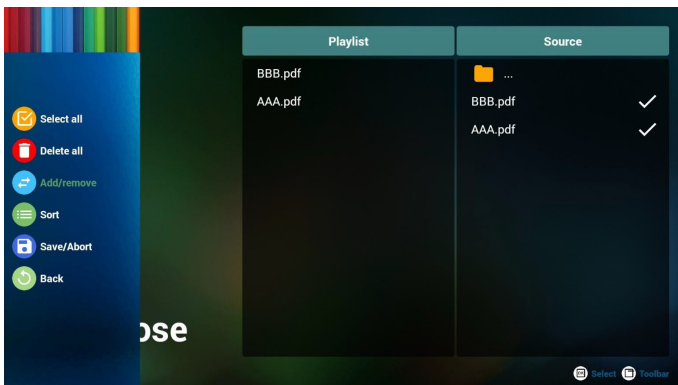 Playlist
Source
BBB.pdf
AAA.pdf
...
BBB.pdf
AAA.pdf
Select all
Delete all
Add/remove
Sort
Save/Abort
Back
ose
Select
Toolbar